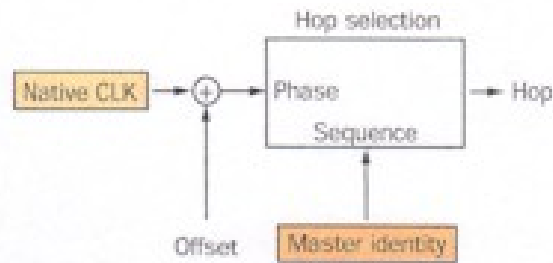 Hop selection
Native CLK
+
Phase
Hop
Sequence
Offset
Master identity